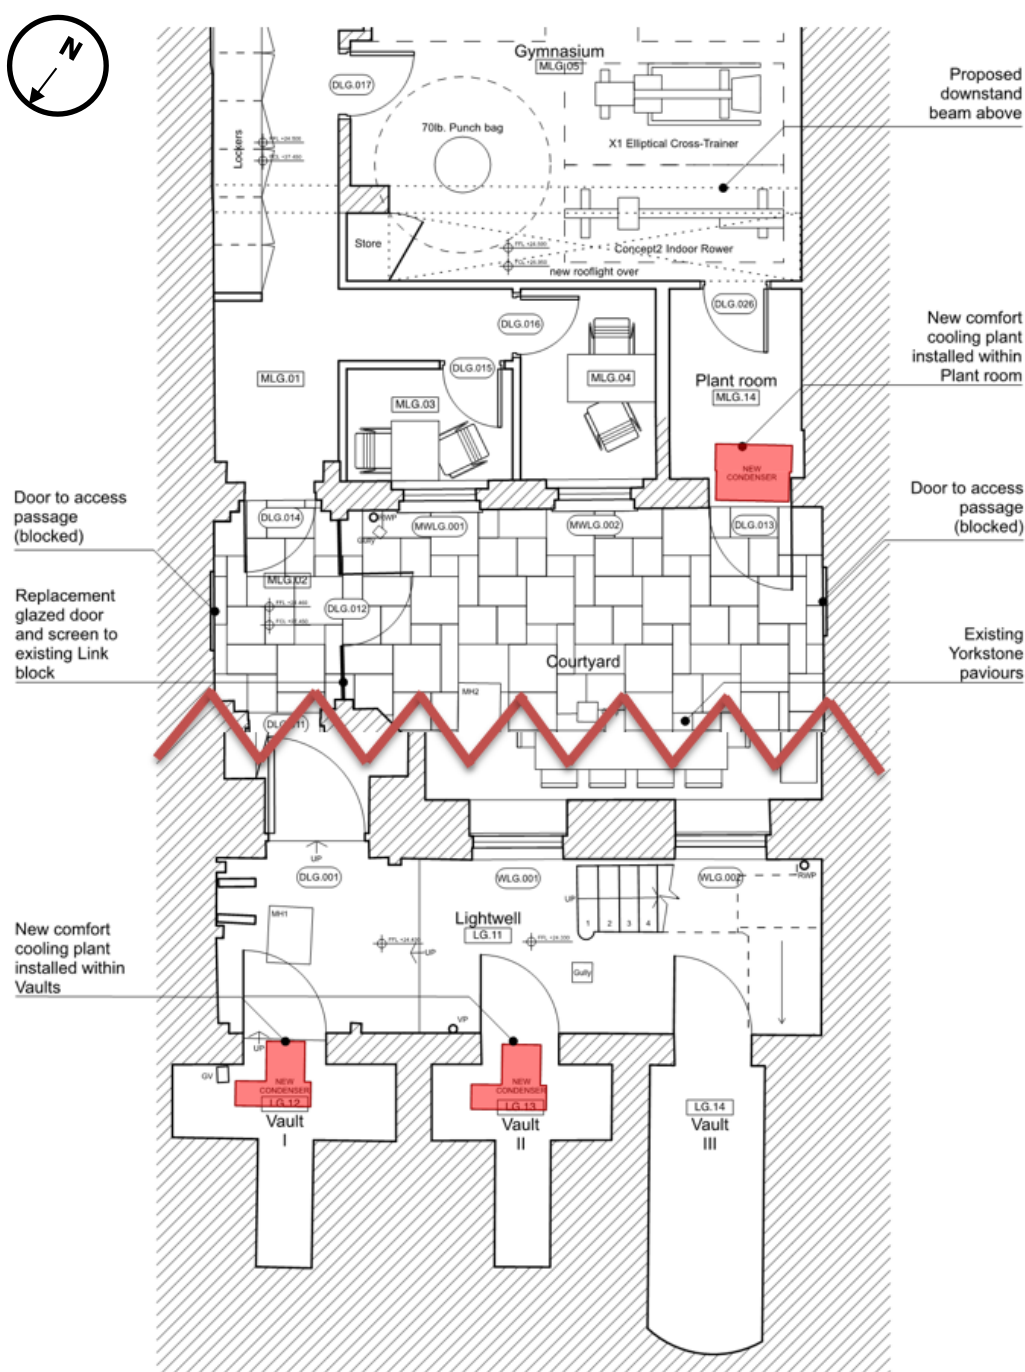 N
Gymnasium
MLG.05
DLG.017
Proposed
downstand
beam above
70lb. Punch bag
X1 Elliptical Cross-Trainer
Lockers
Store
Concept2 Indoor Rower
new rooflight over
DLG.026
DLG.016
New comfort
cooling plant
installed within
Plant room
DLG.015
MLG.01
MLG.04
Plant room
MLG.14
MLG.03
NEW
CONDENSER
Door to access
passage
(blocked)
Door to access
passage
(blocked)
DLG.014
RWP
MWLG.001
MWLG.002
DLG.013
Gully
MLG.02
Replacement
glazed door
and screen to
existing Link
block
DLG.012
Existing
Yorkstone
paviours
Courtyard
MH2
UP
DLG.001
WLG.001
WLG.002
RWP
UP
MH1
1 2 3 4
Lightwell
LG.11
UP
Gully
New comfort
cooling plant
installed within
Vaults
VP
UP
GV
NEW
CONDENSER
LG.12
Vault
I
NEW
CONDENSER
LG.13
Vault
II
LG.14
Vault
III